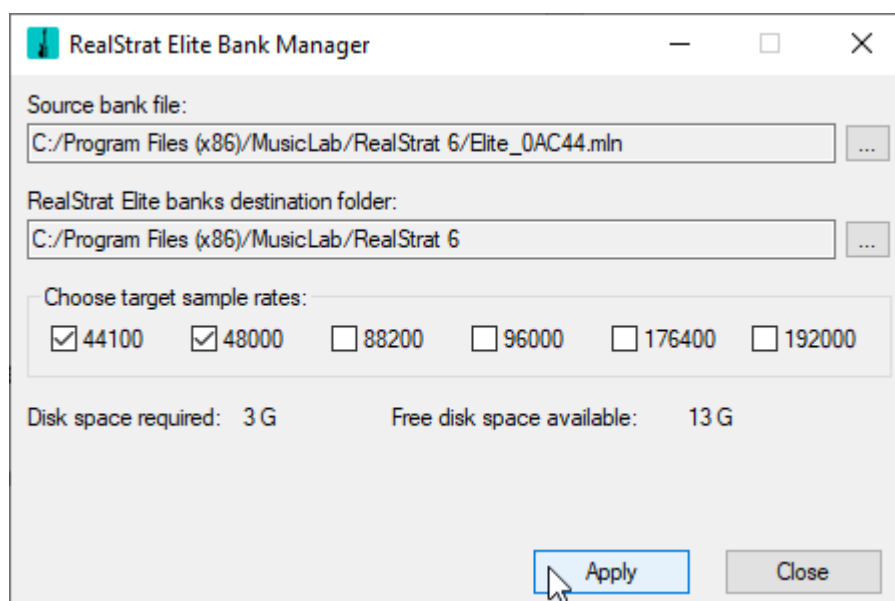 RealStrat Elite Bank Manager
Source bank file:
C:/Program Files (x86)/MusicLab/RealStrat 6/Elite_0AC44.mln
...
RealStrat Elite banks destination folder:
C:/Program Files (x86)/MusicLab/RealStrat 6
...
Choose target sample rates:
44100 48000 88200 96000 176400 192000
Disk space required: 3 G Free disk space available: 13 G
Apply Close